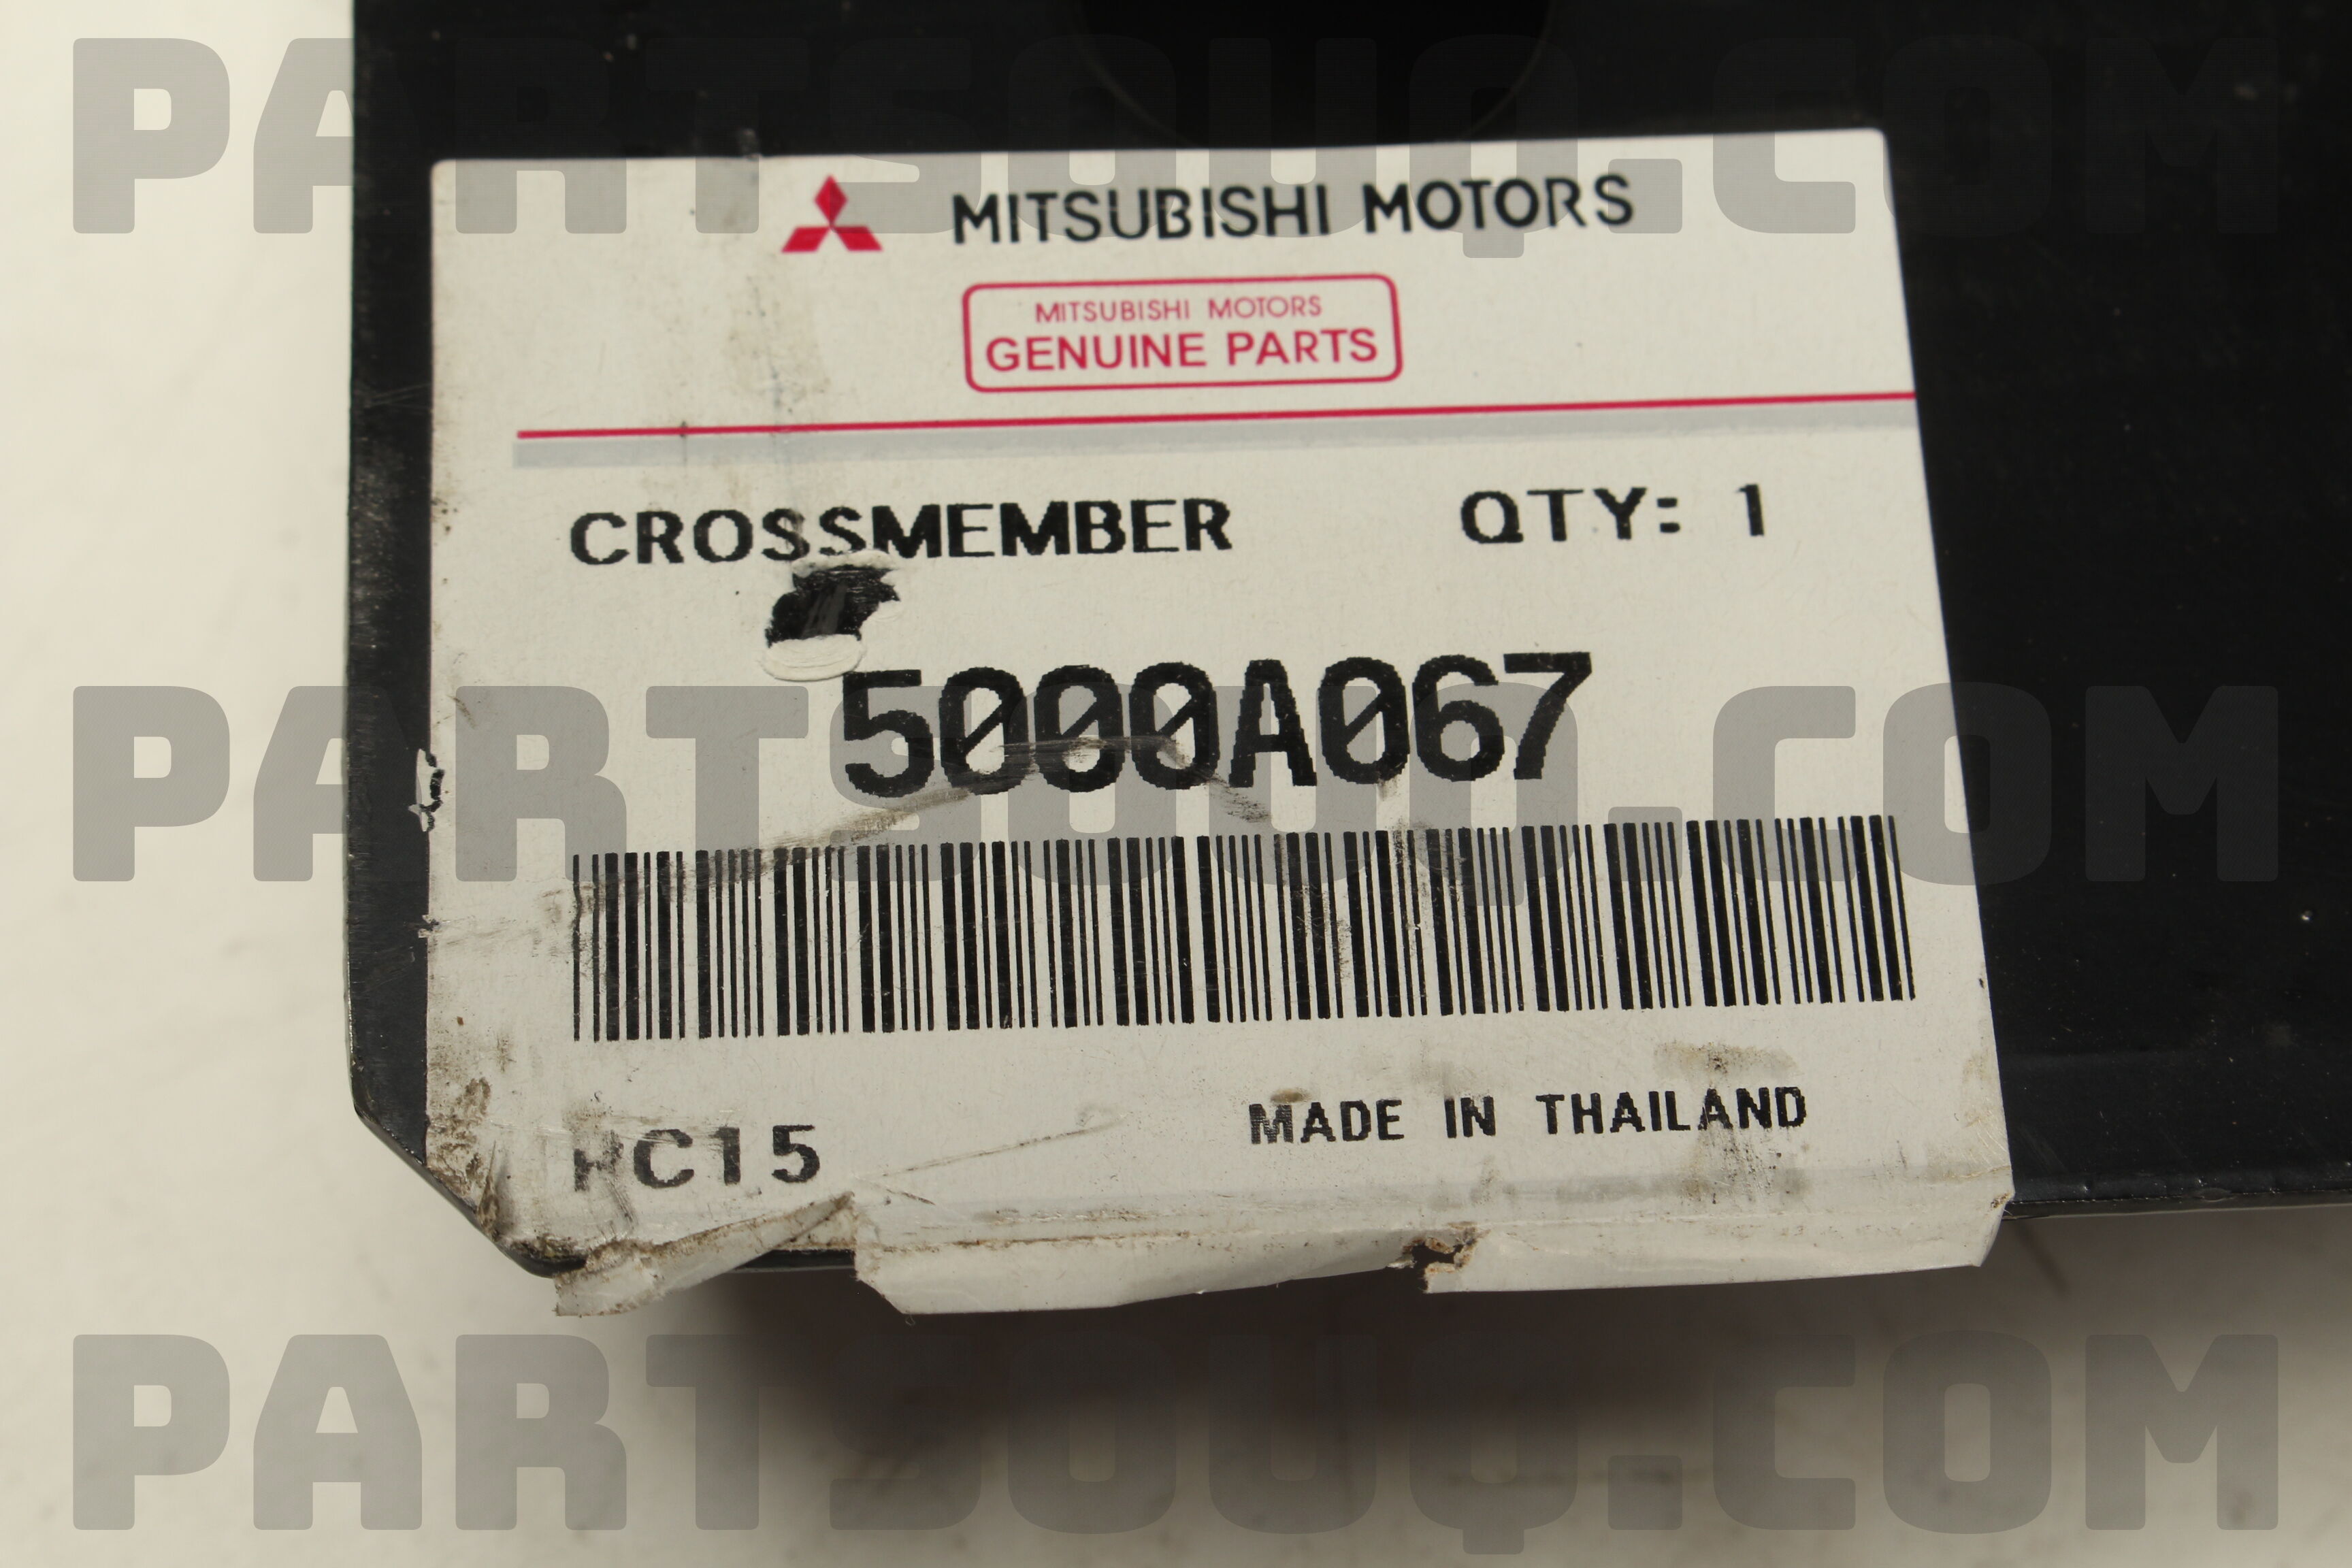 PARTSOUQ.COM
MITSUBISHI MOTORS
MITSUBISHI MOTORS
GENUINE PARTS
CROSSMEMBER QTY: 1
5000A067
PARTSOUQ.COM
MADE IN THAILAND
PARTSOUQ.COM